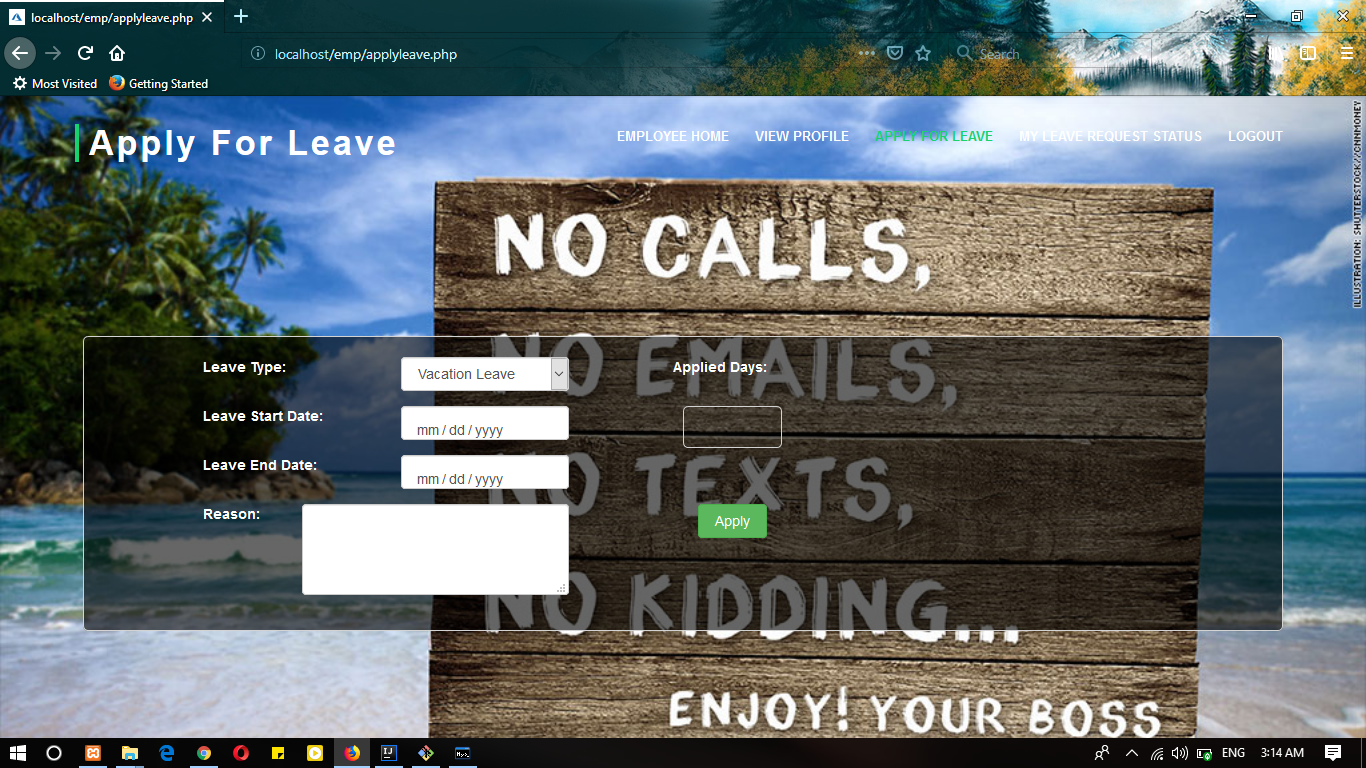 localhost/emp/applyleave.php
localhost/emp/applyleave.php
Search
Most Visited
Getting Started
Apply For Leave
EMPLOYEE HOME
VIEW PROFILE
APPLY FOR LEAVE
MY LEAVE REQUEST STATUS
LOGOUT
ILLUSTRATION: SHUTTERSTOCK//CNNMONEY
NO CALLS,
NO EMAILS,
NO TEXTS,
NO KIDDING...
ENJOY! YOUR BOSS
Leave Type:
Vacation Leave
Applied Days:
Leave Start Date:
mm / dd / yyyy
Leave End Date:
mm / dd / yyyy
Reason:
Apply
ENG
3:14 AM